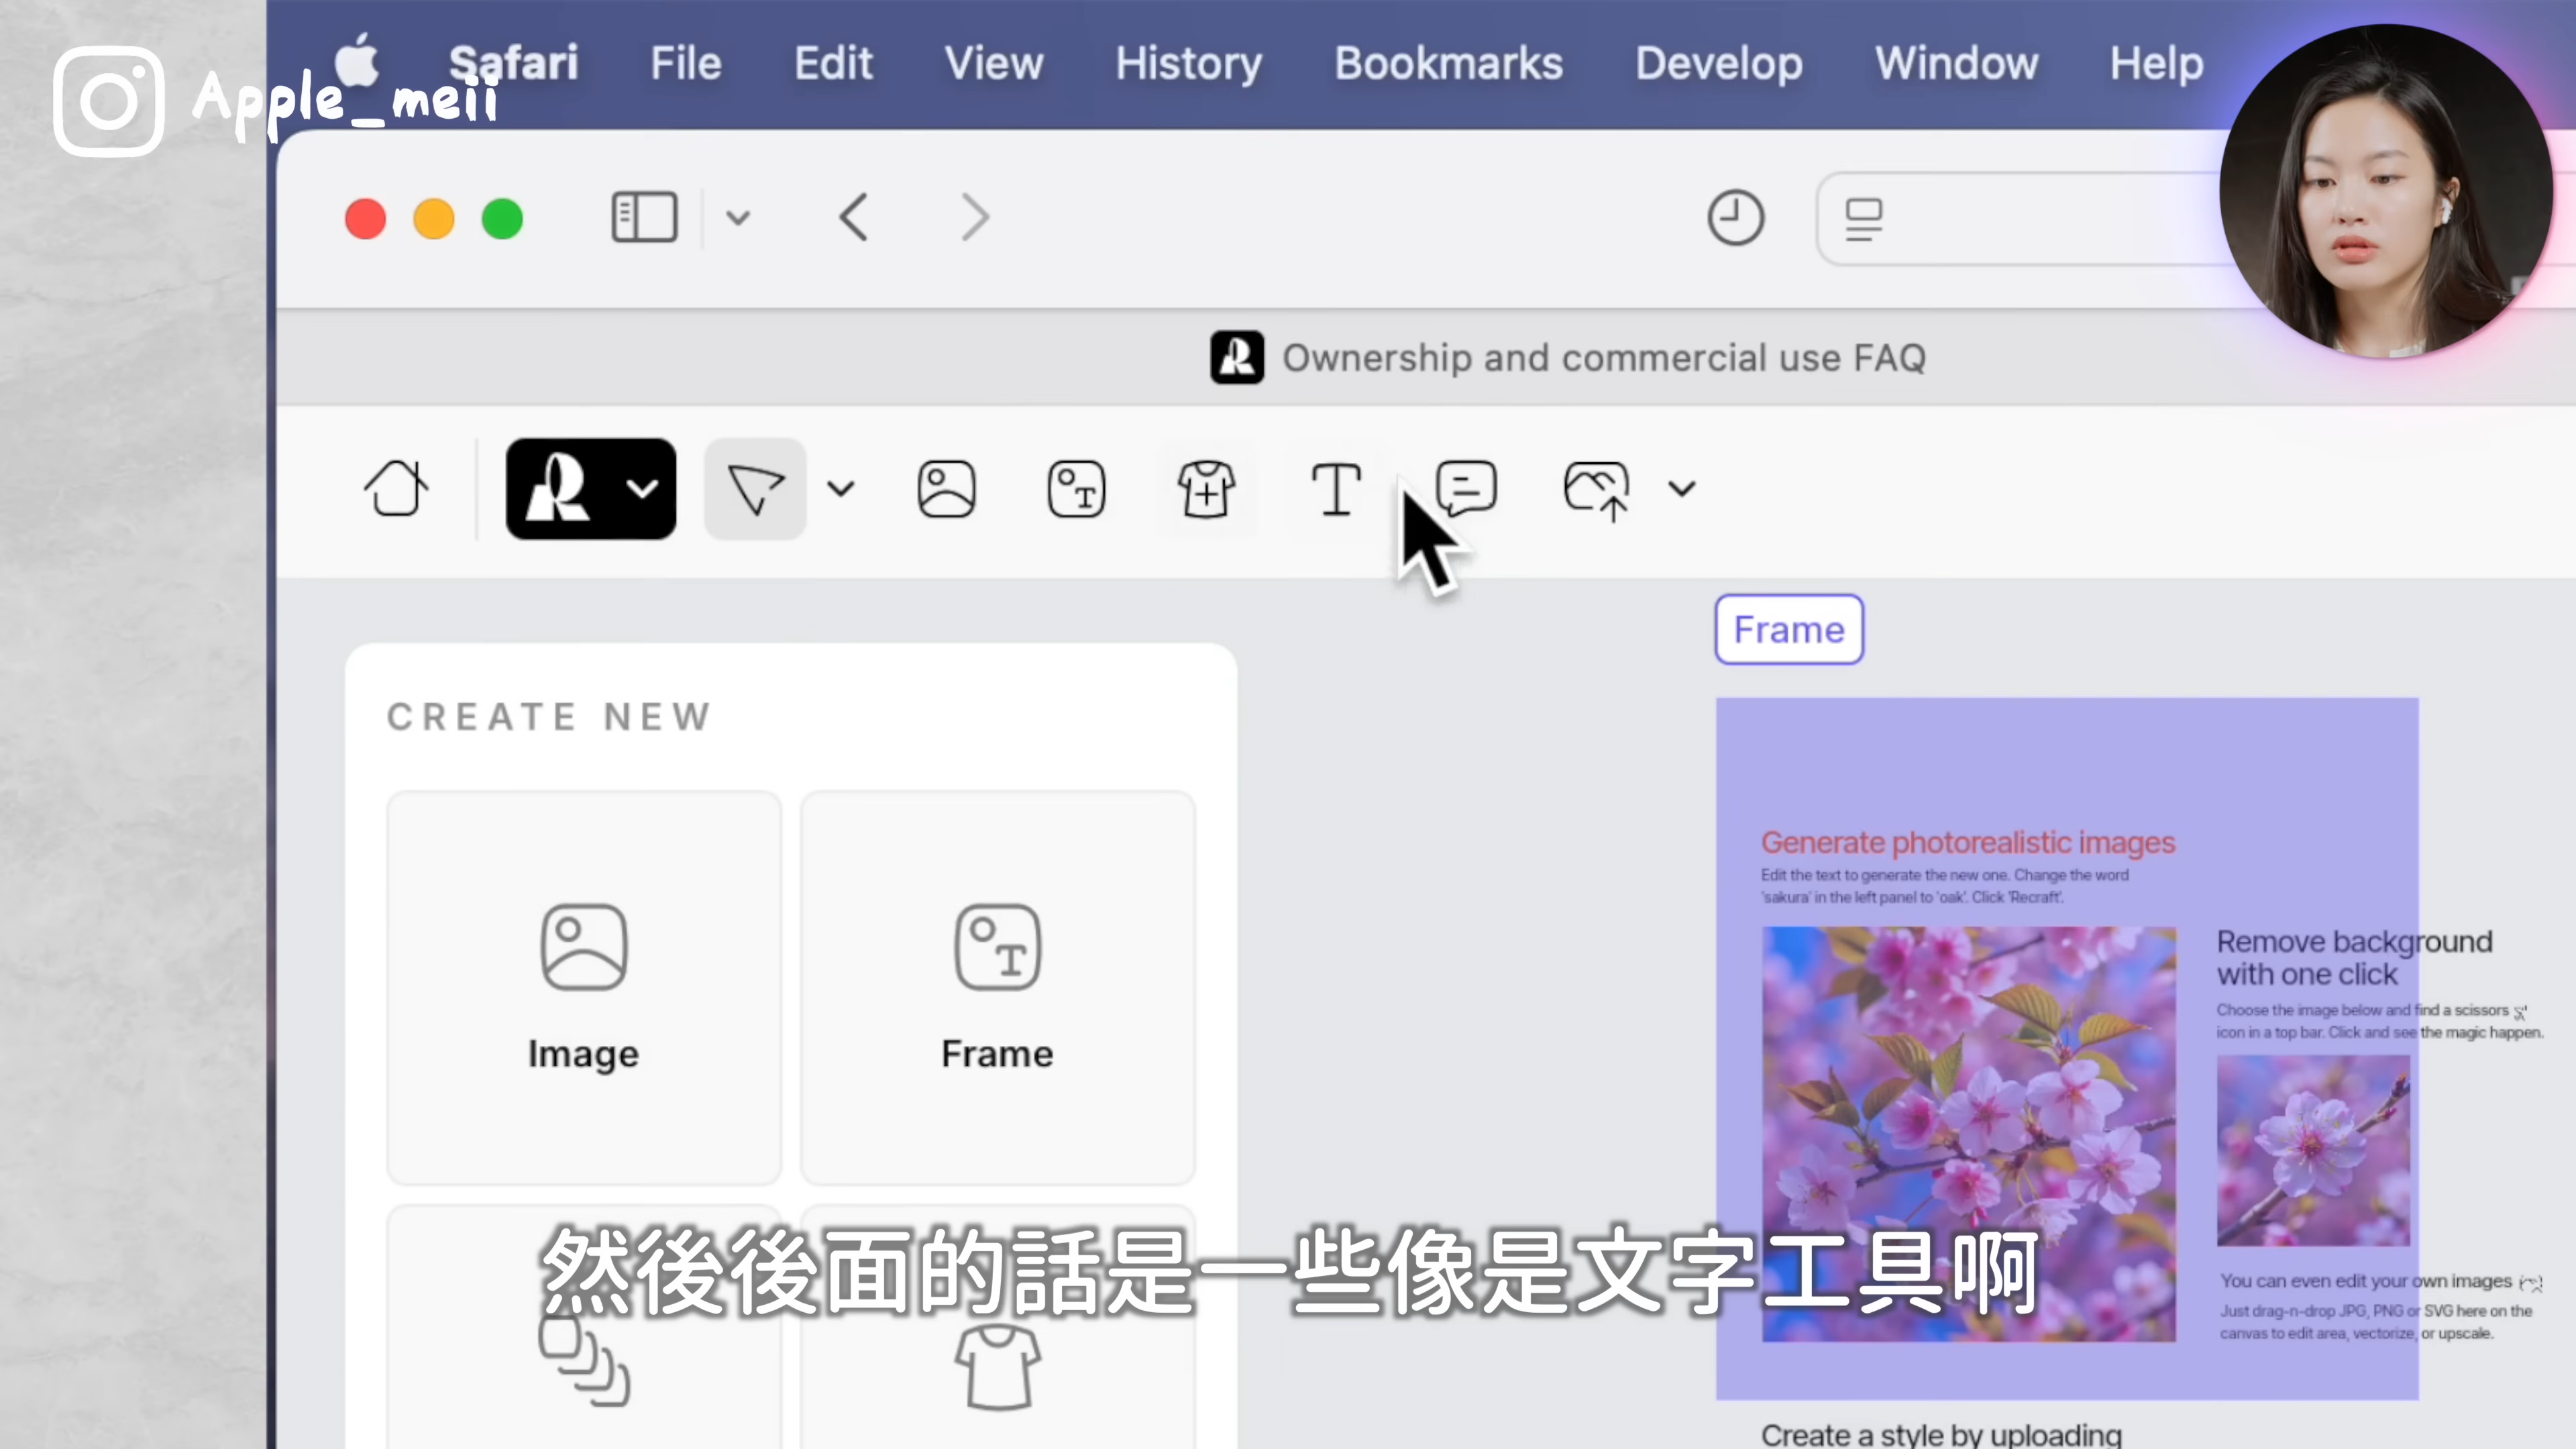 Safari File Edit View History Bookmarks Develop Window Help
Apple_meii
Ownership and commercial use FAQ
T
Frame
CREATE NEW
Image
Frame
Generate photorealistic images
Edit the text to generate the new one. Change the word
'sakura' in the left panel to 'oak'. Click 'Recraft'.
Remove background
with one click
Choose the image below and find a scissors
icon in a top bar. Click and see the magic happen.
You can even edit your own images
Just drag-n-drop JPG, PNG or SVG here on the
canvas to edit area, vectorize, or upscale.
然後後面的話是一些像是文字工具啊
Create a style by uploading